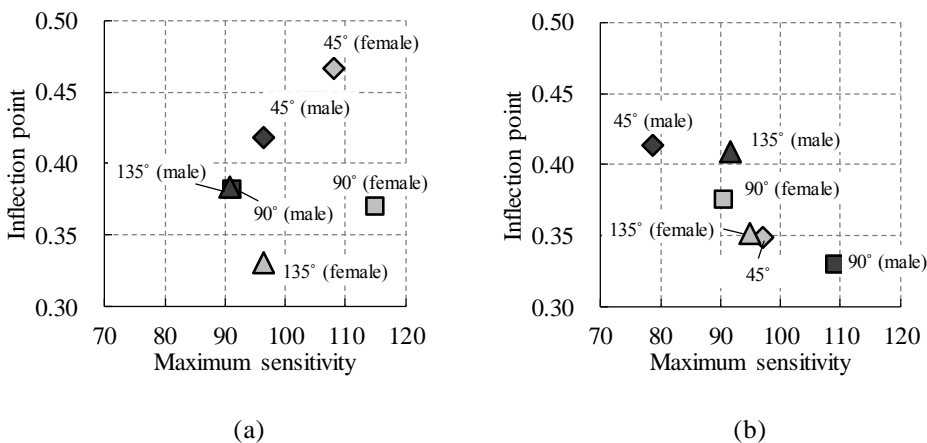 0.50
0.45
0.40
0.35
0.30
Inflection point
45˚ (female)
45˚ (male)
135˚ (male)
90˚ (female)
90˚ (male)
135˚ (female)
70 80 90 100 110 120
Maximum sensitivity
(a)
0.50
0.45
0.40
0.35
0.30
Inflection point
45˚ (male)
135˚ (male)
90˚ (female)
135˚ (female)
45˚
90˚ (male)
70 80 90 100 110 120
Maximum sensitivity
(b)